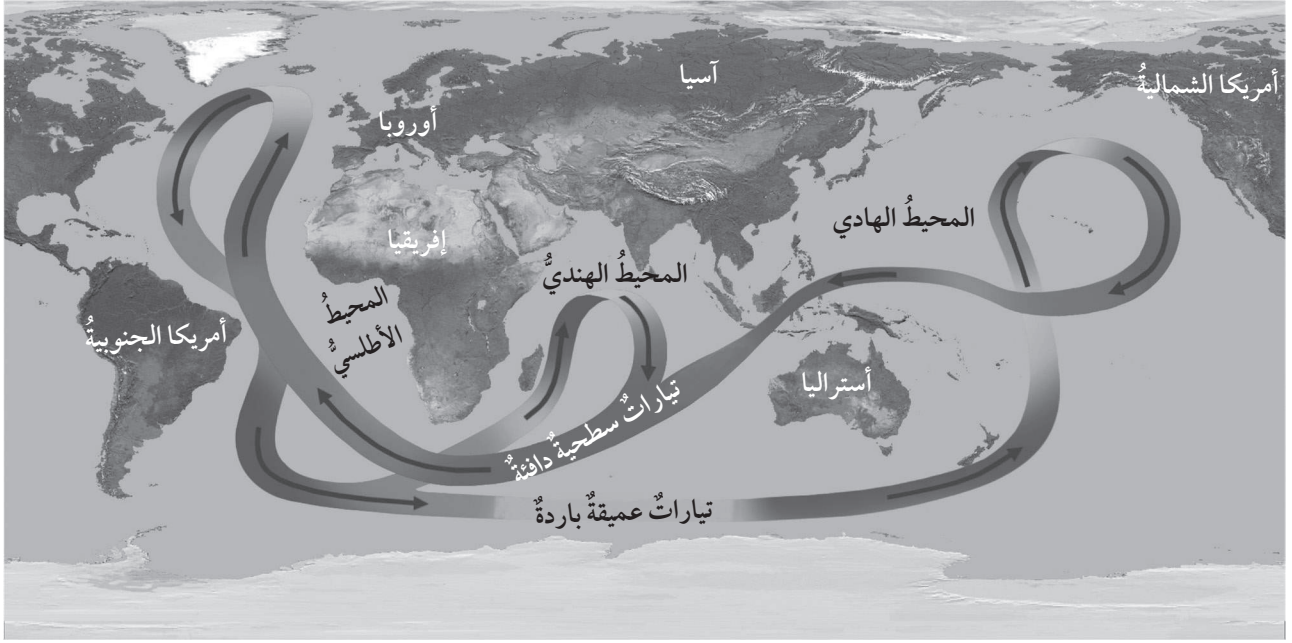 آسيا
أمريكا الشماليةُ
أوروبا
المحيطُ الهادي
إفريقيا
المحيطُ الهنديُّ
المحيطُ
الأطلسيُّ
أمريكا الجنوبيةُ
أستراليا
تياراتٌ سطحيةٌ دافئةٌ
تياراتٌ عميقةٌ باردةٌ